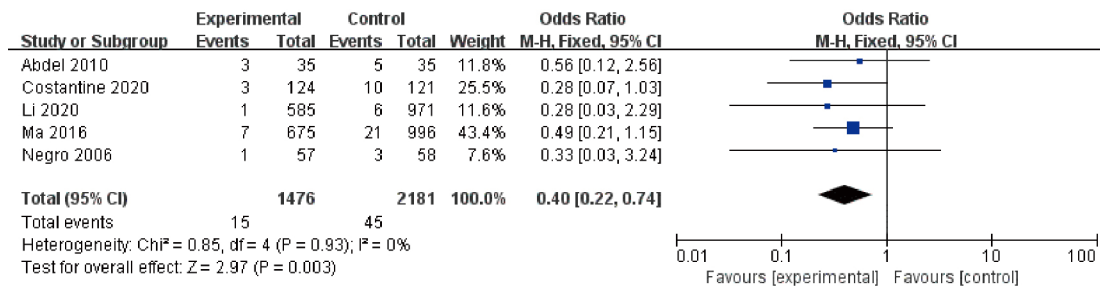 Experimental Control Odds Ratio Odds Ratio
Study or Subgroup Events Total Events Total Weight M-H, Fixed, 95% CI M-H, Fixed, 95% CI
Abdel 2010 3 35 5 35 11.8% 0.56 [0.12, 2.56]
Costantine 2020 3 124 10 121 25.5% 0.28 [0.07, 1.03]
Li 2020 1 585 6 971 11.6% 0.28 [0.03, 2.29]
Ma 2016 7 675 21 996 43.4% 0.49 [0.21, 1.15]
Negro 2006 1 57 3 58 7.6% 0.33 [0.03, 3.24]
Total (95% CI) 1476 2181 100.0% 0.40 [0.22, 0.74]
Total events 15 45
Heterogeneity: Chi² = 0.85, df = 4 (P = 0.93); I² = 0%
Test for overall effect: Z = 2.97 (P = 0.003)
0.01 0.1 1 10 100
Favours [experimental] Favours [control]